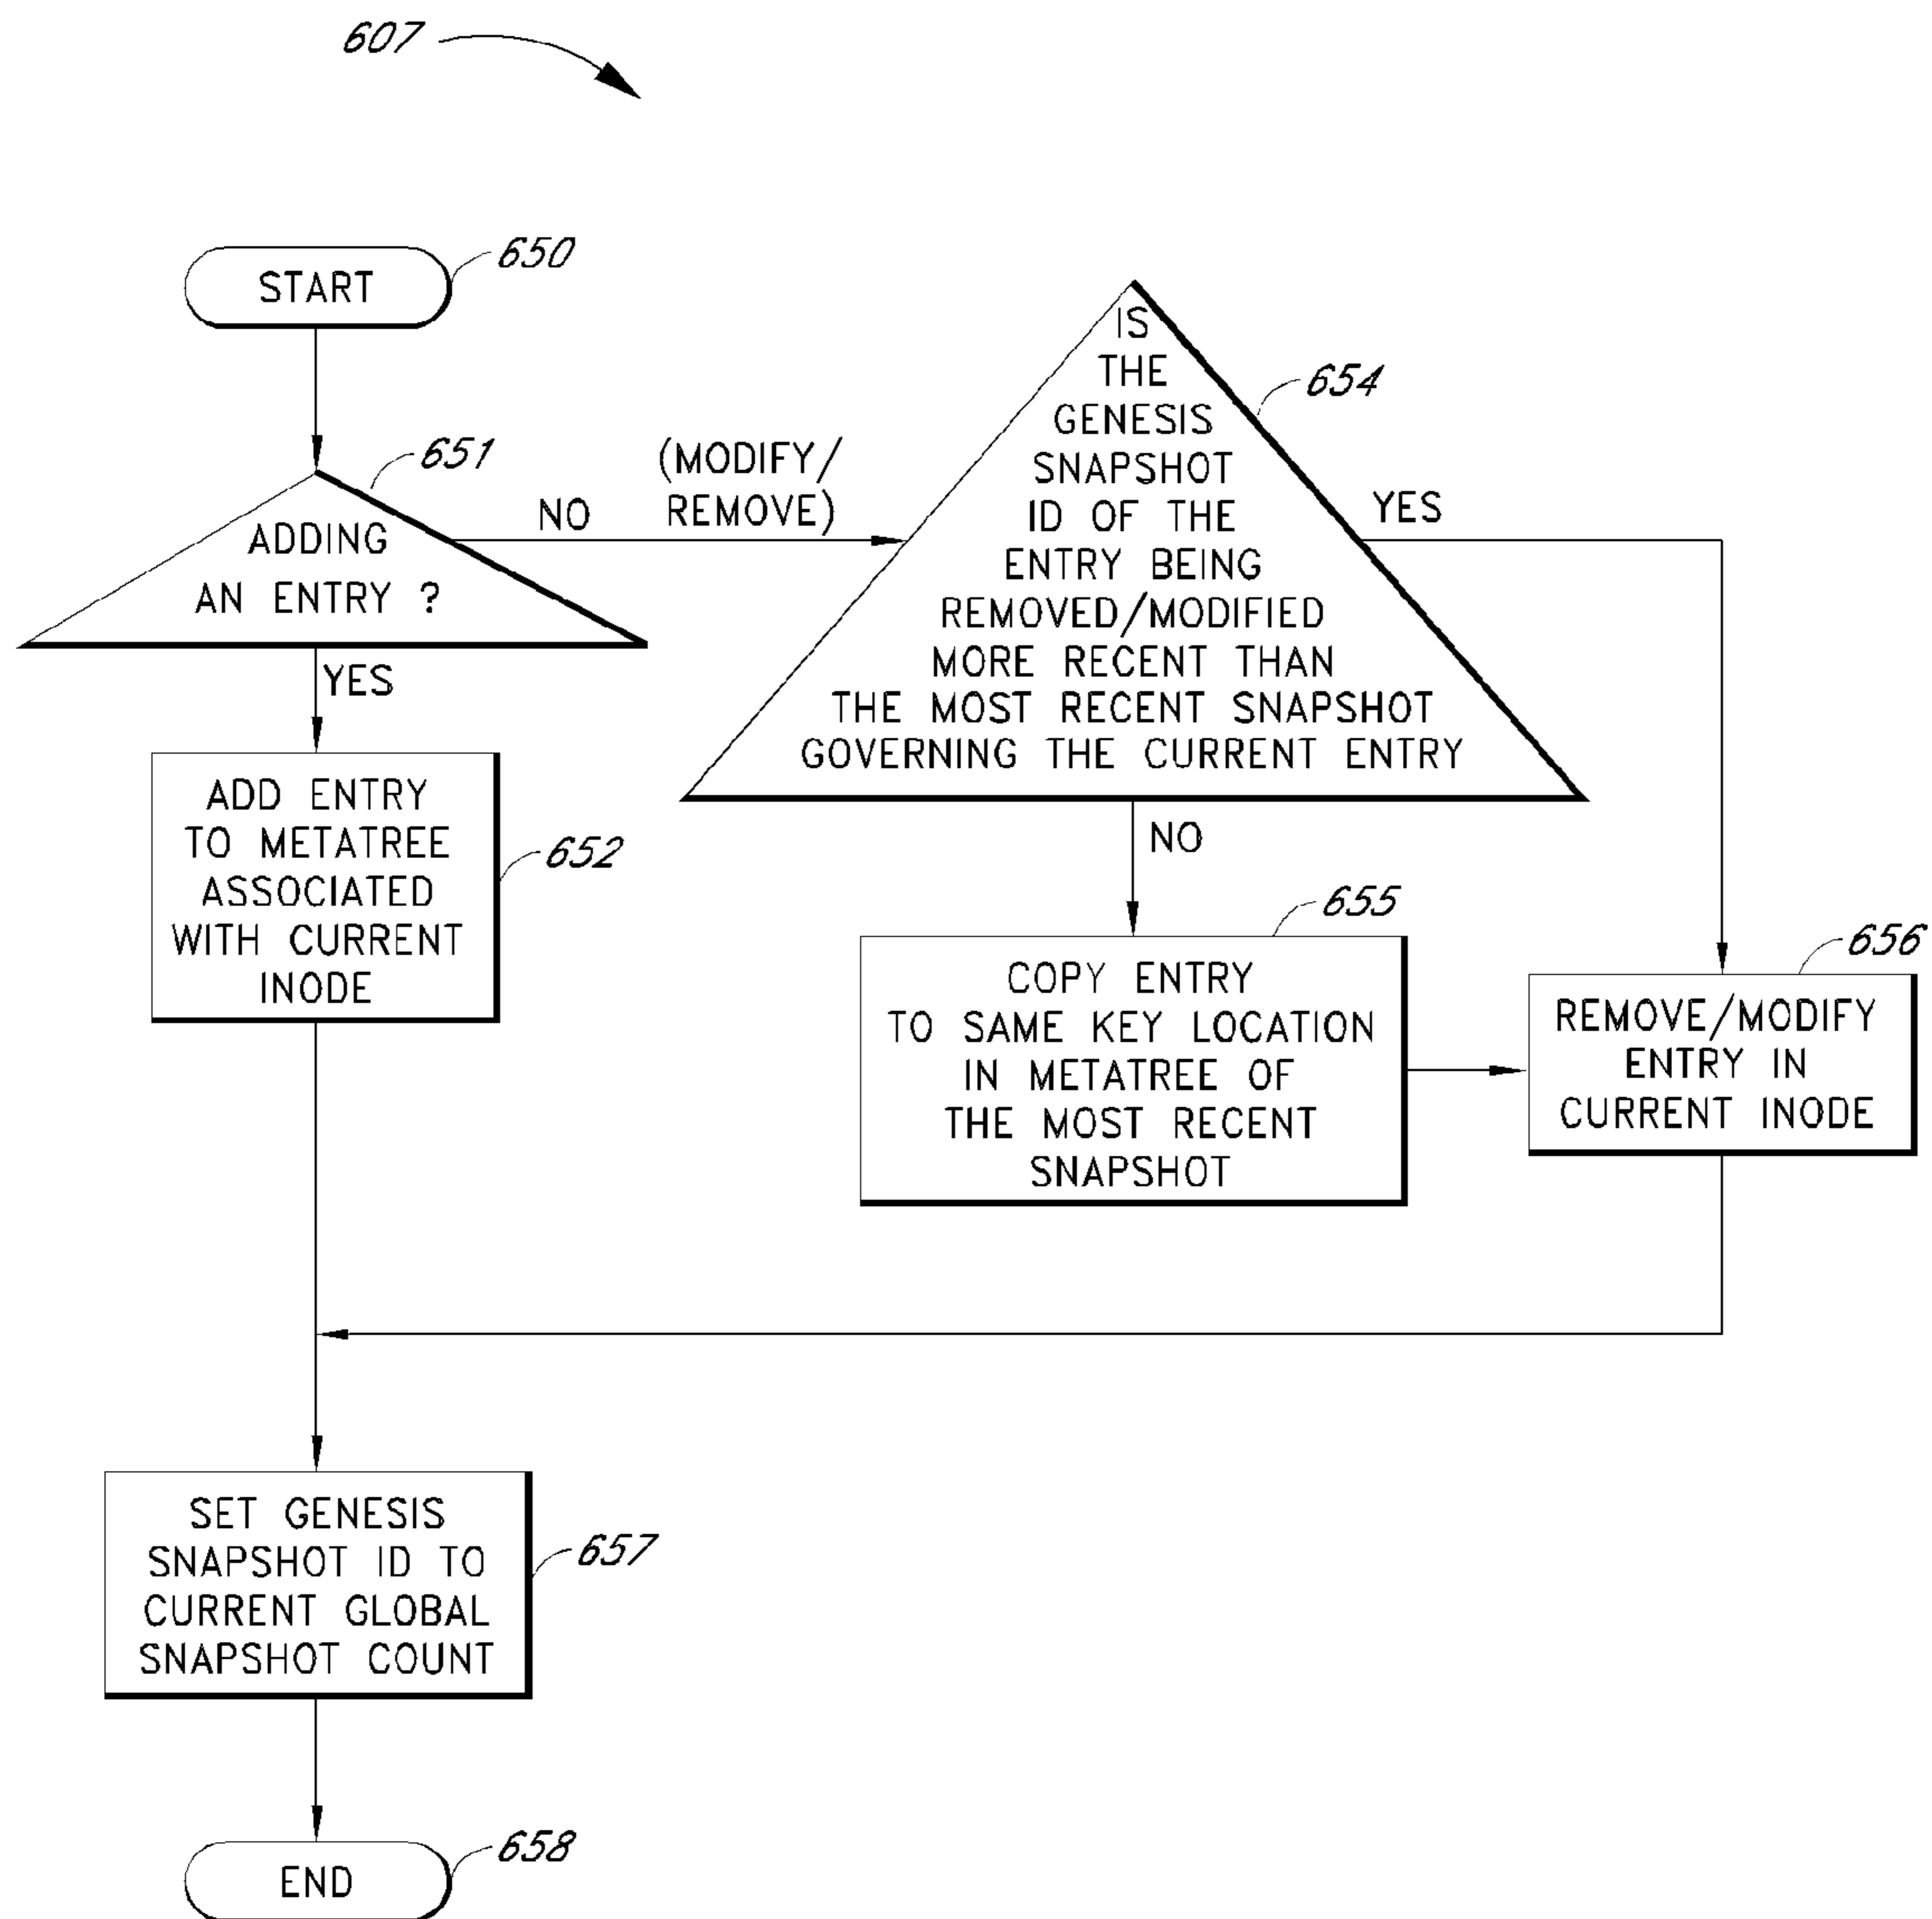 607
START
650
651
ADDING
AN ENTRY ?
NO
(MODIFY/
REMOVE)
YES
IS
THE
GENESIS
SNAPSHOT
ID OF THE
ENTRY BEING
REMOVED/MODIFIED
MORE RECENT THAN
THE MOST RECENT SNAPSHOT
GOVERNING THE CURRENT ENTRY
654
YES
NO
ADD ENTRY
TO METATREE
ASSOCIATED
WITH CURRENT
INODE
652
COPY ENTRY
TO SAME KEY LOCATION
IN METATREE OF
THE MOST RECENT
SNAPSHOT
655
REMOVE/MODIFY
ENTRY IN
CURRENT INODE
656
SET GENESIS
SNAPSHOT ID TO
CURRENT GLOBAL
SNAPSHOT COUNT
657
END
658